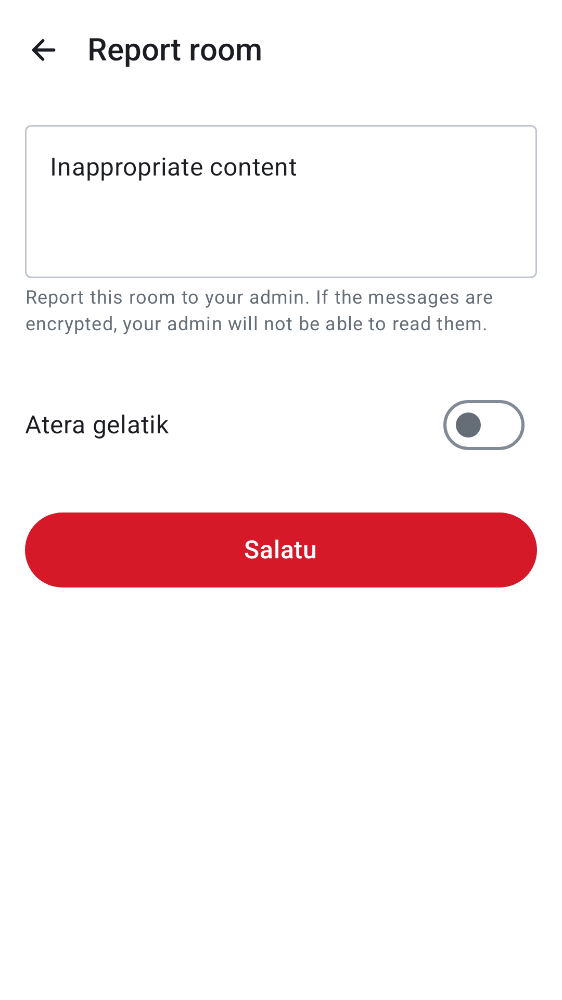 Report room
Inappropriate content
Report this room to your admin. If the messages are
encrypted, your admin will not be able to read them.
Atera gelatik
Salatu